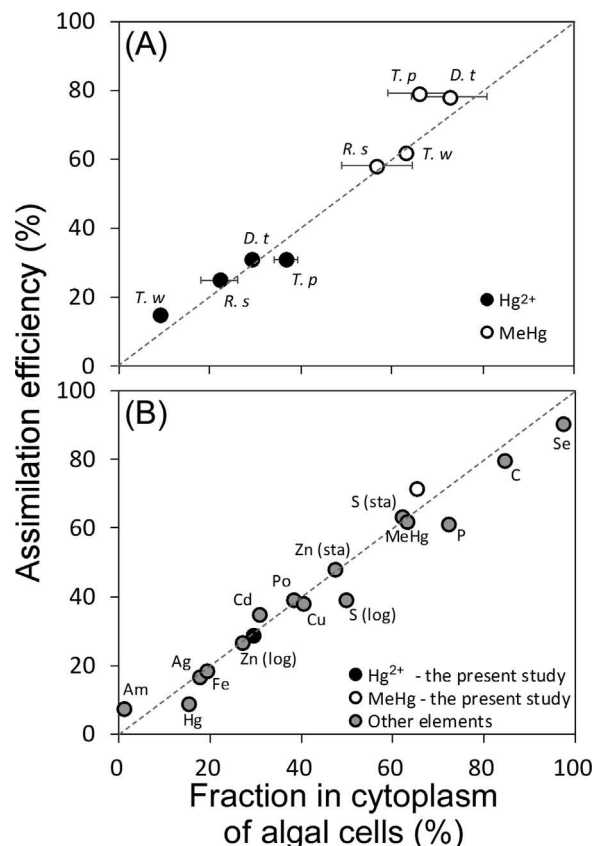 Assimilation efficiency (%)
(A)
100
80
60
40
20
0
T. p
D. t
R. s
T. w
D. t
T. w
R. s
T. p
Hg²⁺
MeHg
(B)
100
80
60
40
20
0
Se
C
S (sta)
MeHg
P
Zn (sta)
Po
Cd
Cu
S (log)
Ag
Fe
Zn (log)
Am
Hg
Hg²⁺ - the present study
MeHg - the present study
Other elements
0 20 40 60 80 100
Fraction in cytoplasm
of algal cells (%)